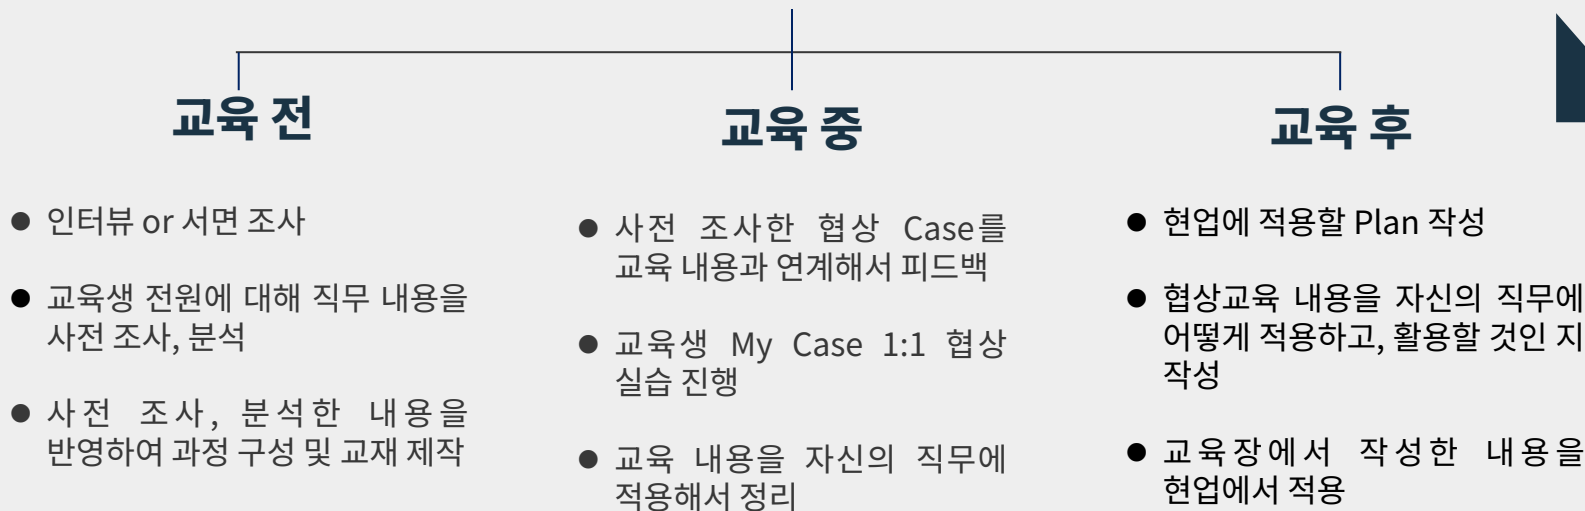 교육 전
인터뷰 or 서면 조사
교육생 전원에 대해 직무 내용을
사전 조사, 분석
사전 조사, 분석한 내용을
반영하여 과정 구성 및 교재 제작
교육 중
사전 조사한 협상 Case를
교육 내용과 연계해서 피드백
교육생 My Case 1:1 협상
실습 진행
교육 내용을 자신의 직무에
적용해서 정리
교육 후
현업에 적용할 Plan 작성
협상교육 내용을 자신의 직무에
어떻게 적용하고, 활용할 것인 지
작성
교육장에서 작성한 내용을
현업에서 적용